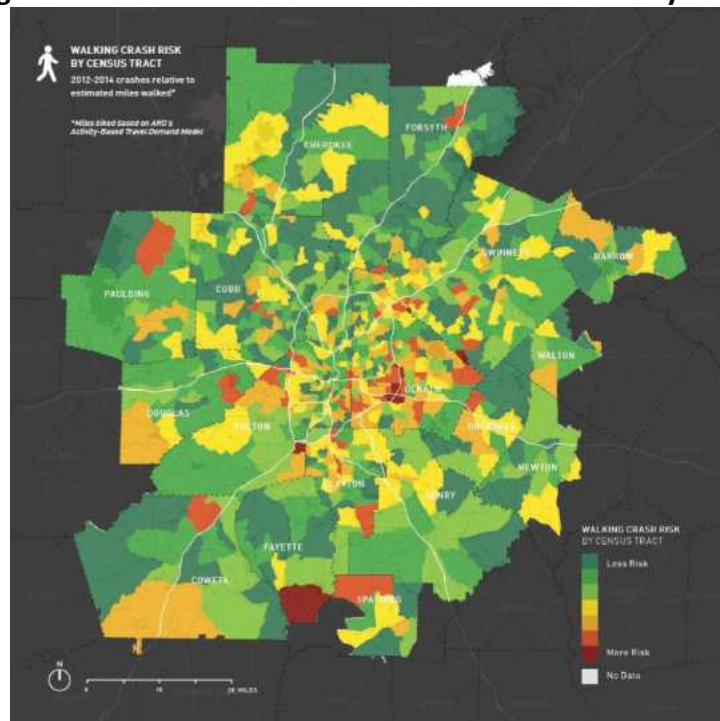 WALKING CRASH RISK
BY CENSUS TRACT
2012-2014 crashes relative to
estimated miles walked*
*Miles biked based on ARC's
Activity-Based Travel Demand Model
FORSYTH
CHEROKEE
GWINNETT
BARROW
PAULDING
COBB
WALTON
DEKALB
DOUGLAS
FULTON
ROCKDALE
NEWTON
CLAYTON
HENRY
FAYETTE
COWETA
SPALDING
WALKING CRASH RISK
BY CENSUS TRACT
Less Risk
More Risk
No Data
N
0 10 20 MILES